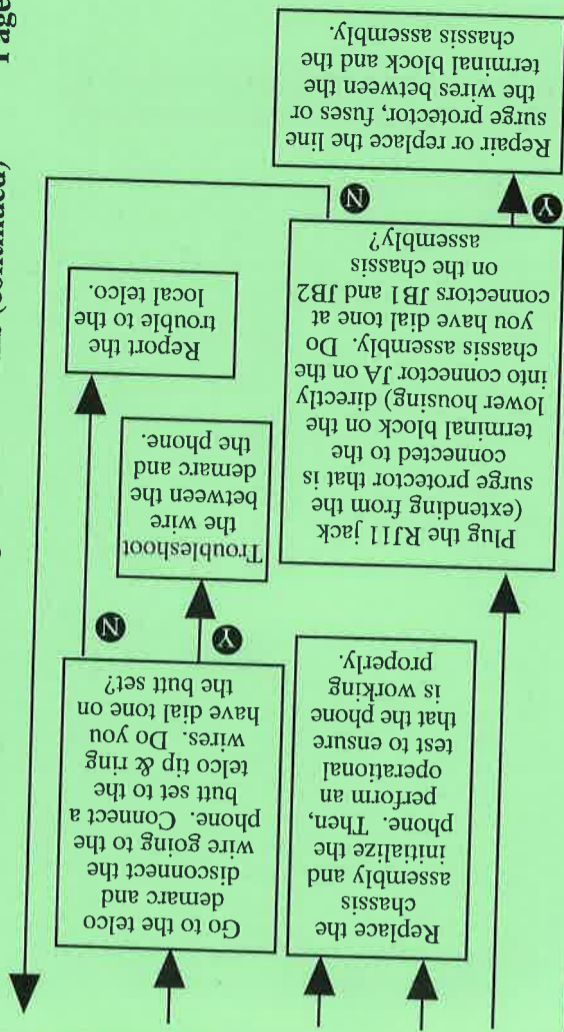 (continued)
Page
Replace the
chassis
assembly and
initialize the
phone. Then,
perform an
operational
test to ensure
that the phone
is working
properly.
Go to the telco
demarc and
disconnect the
wire going to the
phone. Connect a
butt set to the
telco tip & ring
wires. Do you
have dial tone on
the butt set?
Y
N
Plug the RJ11 jack
(extending from the
surge protector that is
connected to the
terminal block on the
lower housing) directly
into connector JA on the
chassis assembly. Do
you have dial tone at
connectors JB1 and JB2
on the chassis
assembly?
Troubleshoot
the wire
between the
demarc and
the phone.
Report the
trouble to the
local telco.
Y
N
Repair or replace the line
surge protector, fuses or
the wires between the
terminal block and the
chassis assembly.